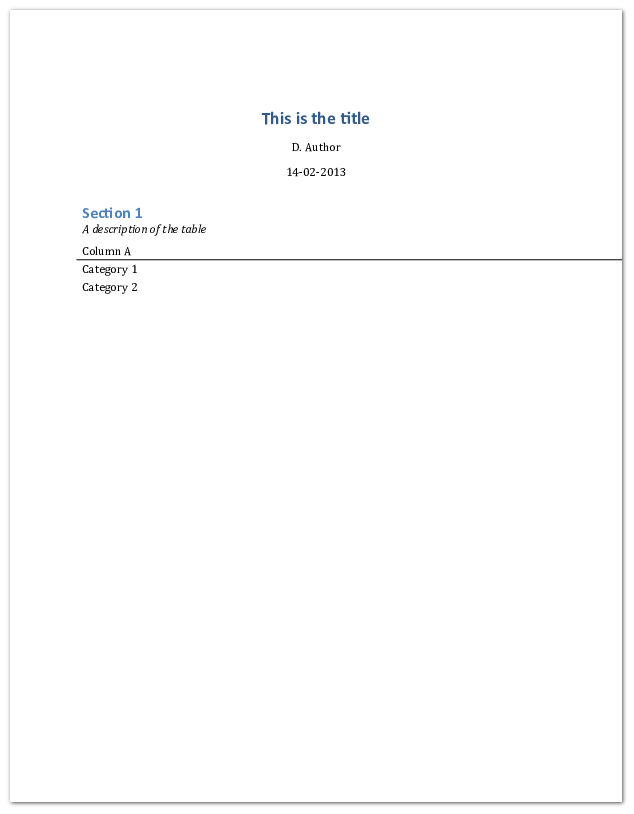 This is the title
D. Author
14-02-2013
Section 1
A description of the table
Column A
Category 1
Category 2